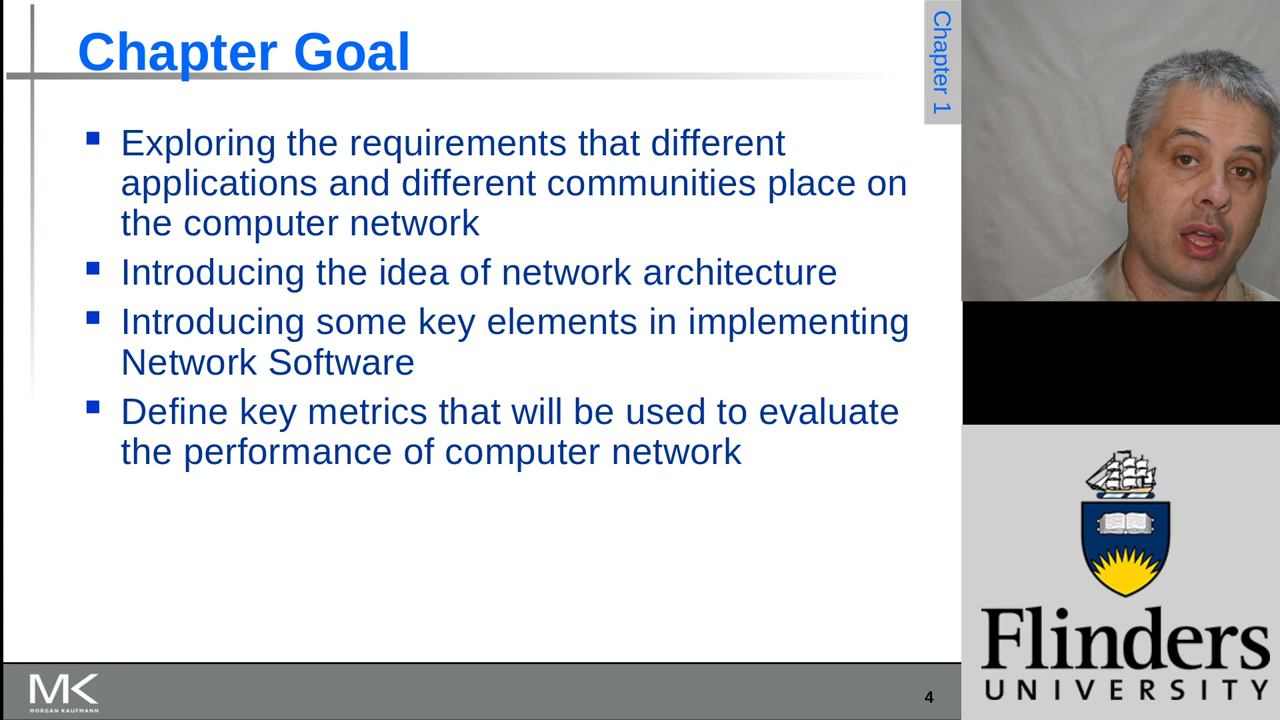 Chapter Goal
Chapter 1
Exploring the requirements that different
applications and different communities place on
the computer network
Introducing the idea of network architecture
Introducing some key elements in implementing
Network Software
Define key metrics that will be used to evaluate
the performance of computer network
MK
MORGAN KAUFMANN
4
Flinders
UNIVERSITY